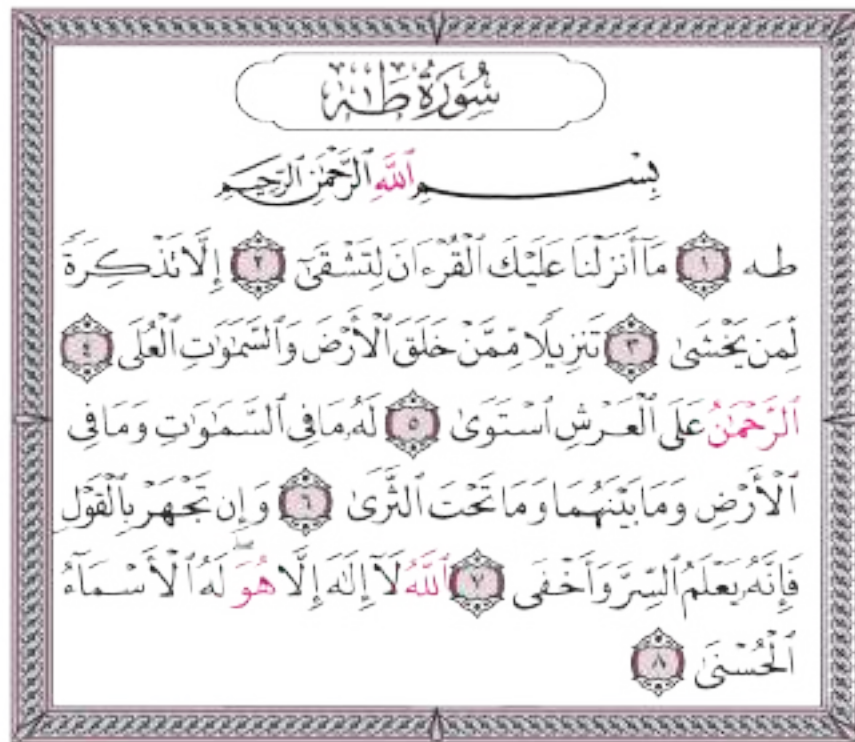 سُورَةُ طه
بِسْمِ ٱللَّهِ ٱلرَّحْمَٰنِ ٱلرَّحِيمِ
طه ١ مَآ أَنزَلْنَا عَلَيْكَ ٱلْقُرْءَانَ لِتَشْقَىٰٓ ٢ إِلَّا تَذْكِرَةً
لِّمَن يَخْشَىٰ ٣ تَنزِيلًا مِّمَّنْ خَلَقَ ٱلْأَرْضَ وَٱلسَّمَٰوَٰتِ ٱلْعُلَى ٤
ٱلرَّحْمَٰنُ عَلَى ٱلْعَرْشِ ٱسْتَوَىٰ ٥ لَهُۥ مَا فِى ٱلسَّمَٰوَٰتِ وَمَا فِى
ٱلْأَرْضِ وَمَا بَيْنَهُمَا وَمَا تَحْتَ ٱلثَّرَىٰ ٦ وَإِن تَجْهَرْ بِٱلْقَوْلِ
فَإِنَّهُۥ يَعْلَمُ ٱلسِّرَّ وَأَخْفَى ٧ ٱللَّهُ لَآ إِلَٰهَ إِلَّا هُوَ ۖ لَهُ ٱلْأَسْمَآءُ
ٱلْحُسْنَىٰ ٨